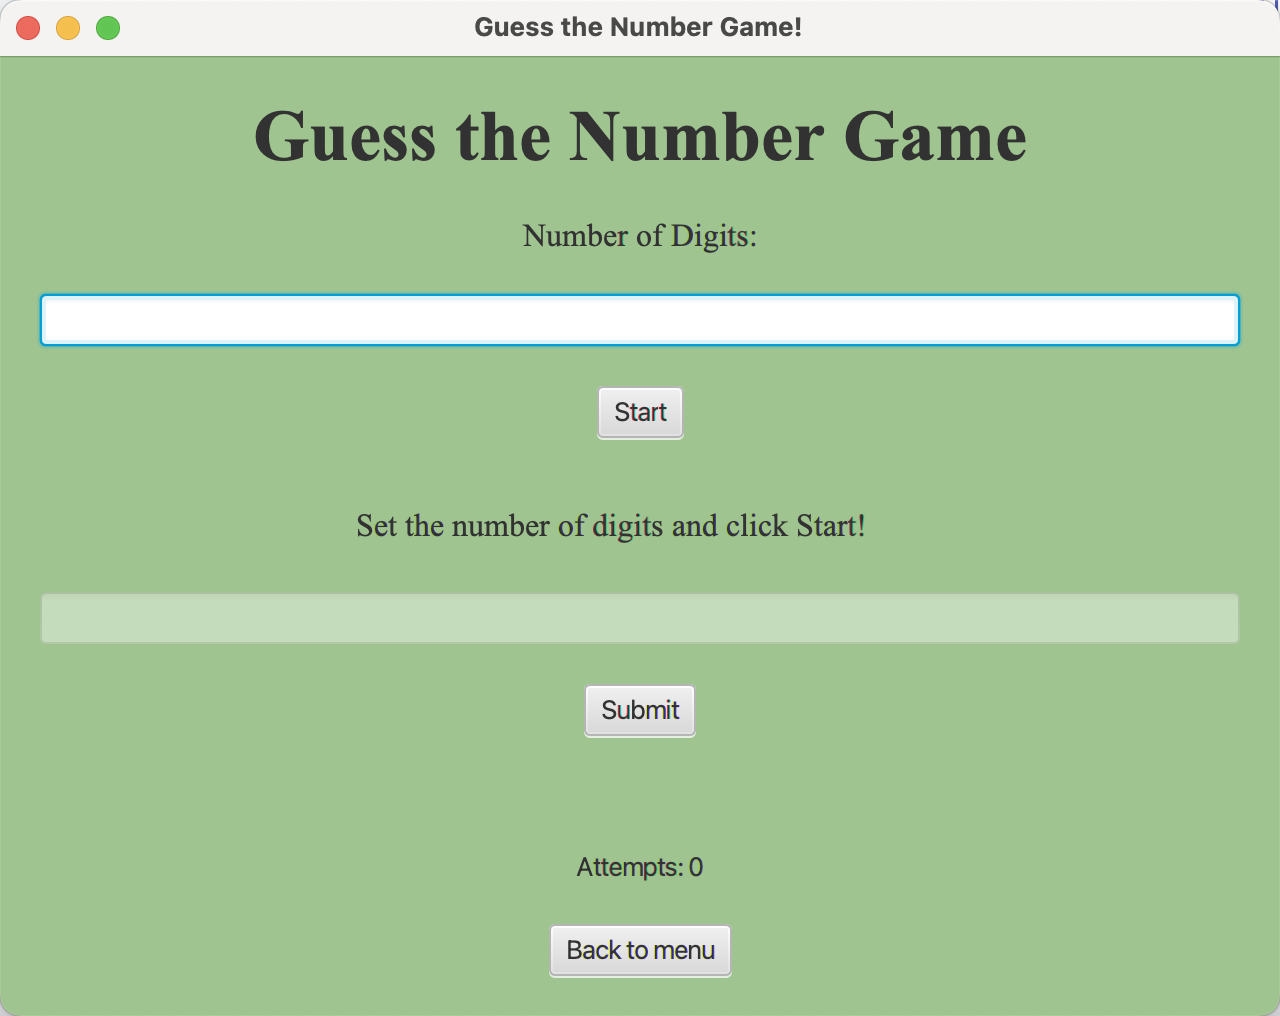 Guess the Number Game!
Guess the Number Game
Number of Digits:
Start
Set the number of digits and click Start!
Submit
Attempts: 0
Back to menu